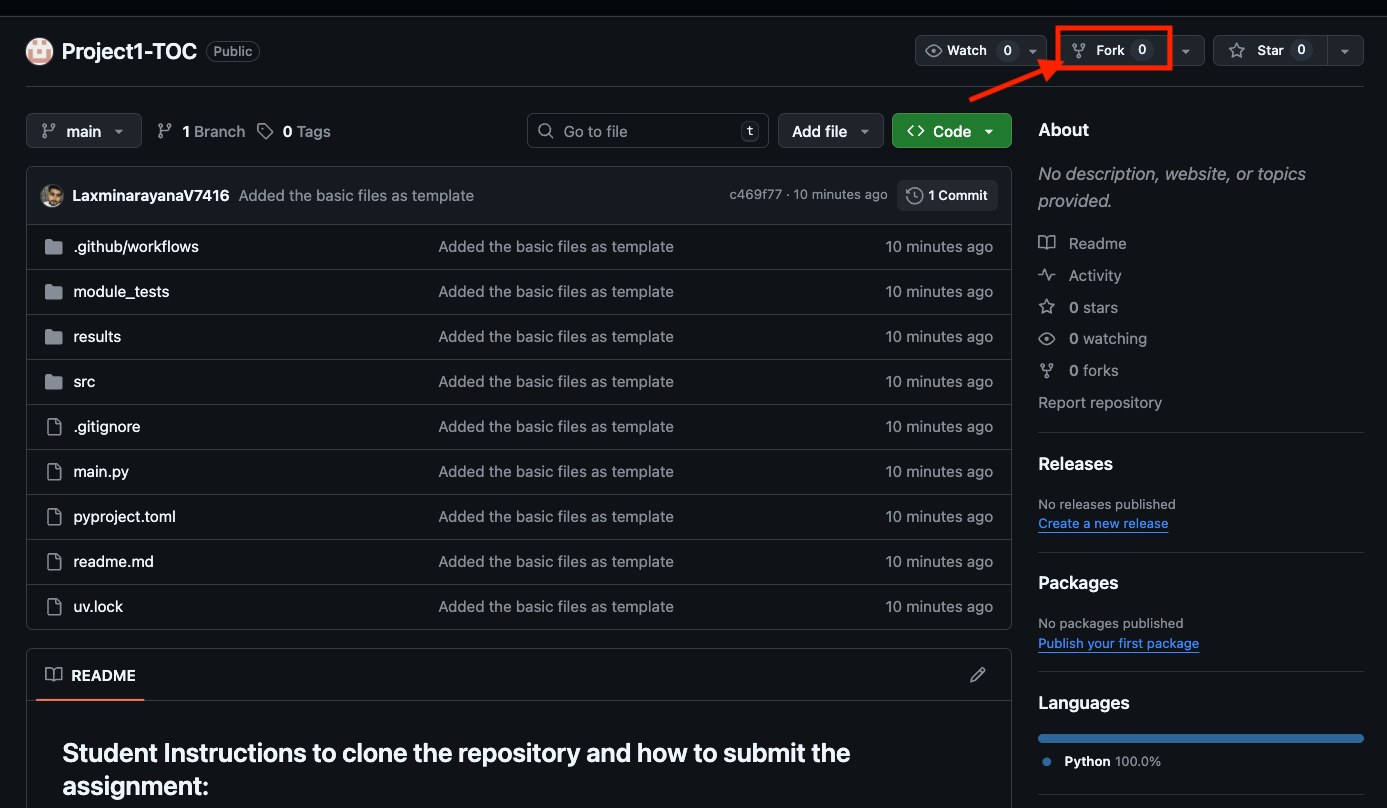 Project1-TOC Public Watch 0 Fork 0 Star 0
main 1 Branch 0 Tags Go to file t Add file Code
LaxminarayanaV7416 Added the basic files as template c469f77 · 10 minutes ago 1 Commit
.github/workflows Added the basic files as template 10 minutes ago
module_tests Added the basic files as template 10 minutes ago
results Added the basic files as template 10 minutes ago
src Added the basic files as template 10 minutes ago
.gitignore Added the basic files as template 10 minutes ago
main.py Added the basic files as template 10 minutes ago
pyproject.toml Added the basic files as template 10 minutes ago
readme.md Added the basic files as template 10 minutes ago
uv.lock Added the basic files as template 10 minutes ago
README
Student Instructions to clone the repository and how to submit the
assignment:
About
No description, website, or topics
provided.
Readme
Activity
0 stars
0 watching
0 forks
Report repository
Releases
No releases published
Create a new release
Packages
No packages published
Publish your first package
Languages
Python 100.0%